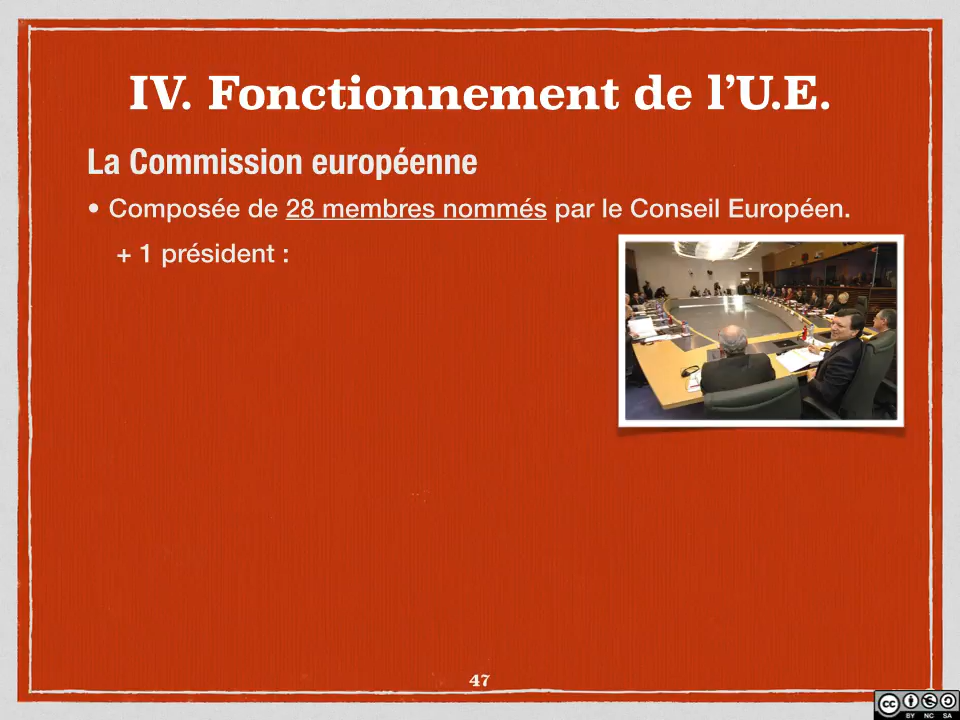 IV. Fonctionnement de l’U.E.
La Commission européenne
• Composée de 28 membres nommés par le Conseil Européen.
+ 1 président :
47
cc
BY NC SA